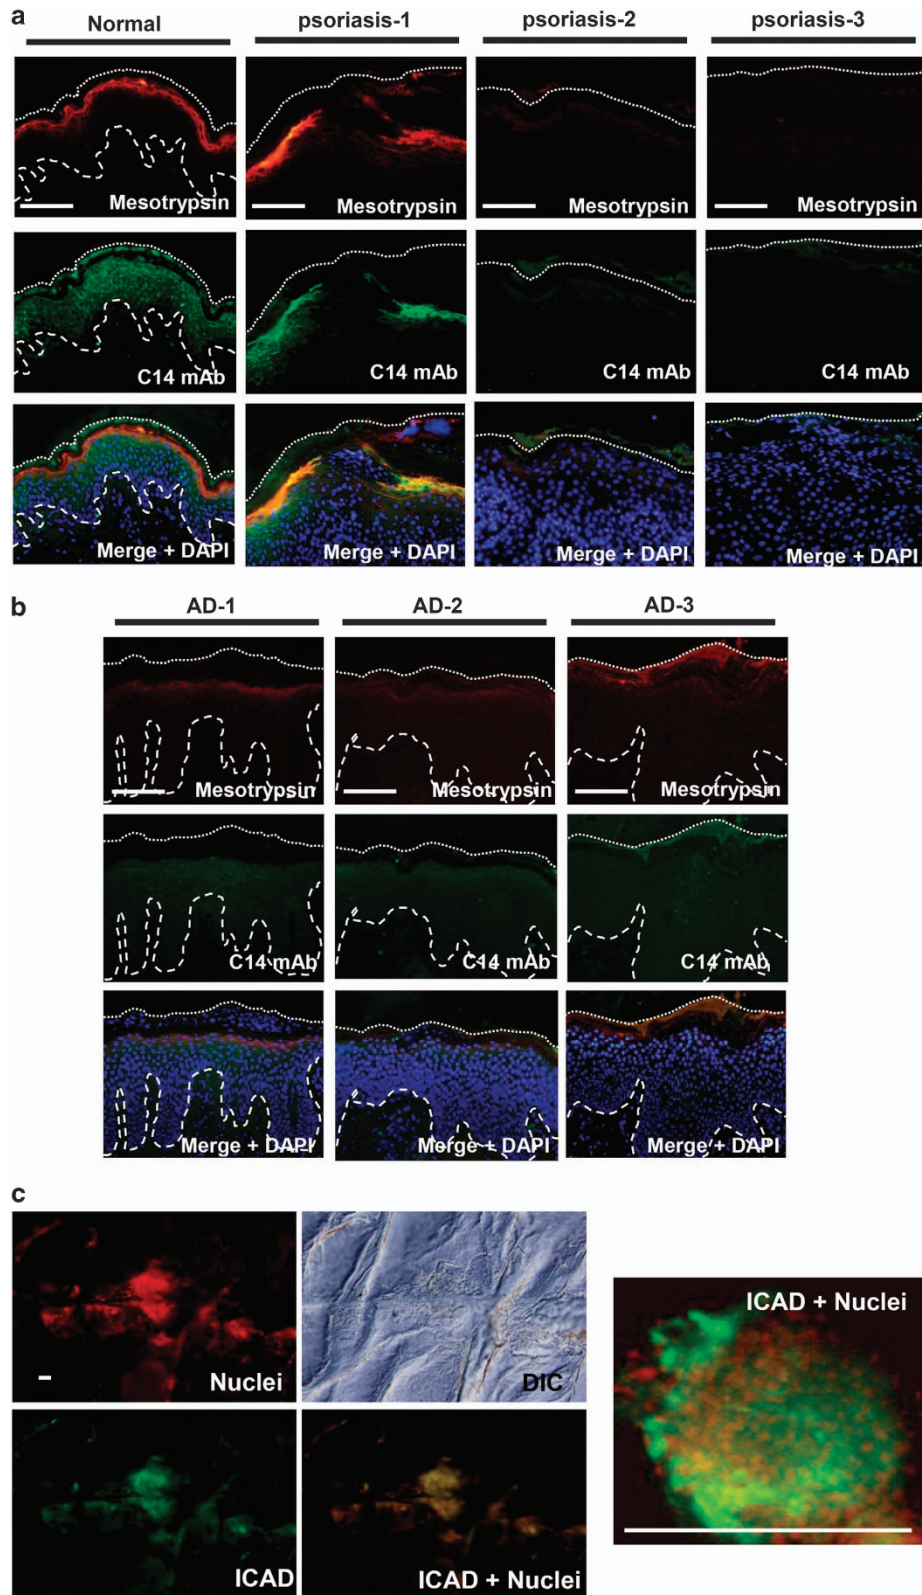 a
Normal psoriasis-1 psoriasis-2 psoriasis-3
Mesotrypsin Mesotrypsin Mesotrypsin Mesotrypsin
C14 mAb C14 mAb C14 mAb C14 mAb
Merge + DAPI Merge + DAPI Merge + DAPI Merge + DAPI
b
AD-1 AD-2 AD-3
Mesotrypsin Mesotrypsin Mesotrypsin
C14 mAb C14 mAb C14 mAb
Merge + DAPI Merge + DAPI Merge + DAPI
c
Nuclei DIC
ICAD ICAD + Nuclei
ICAD + Nuclei